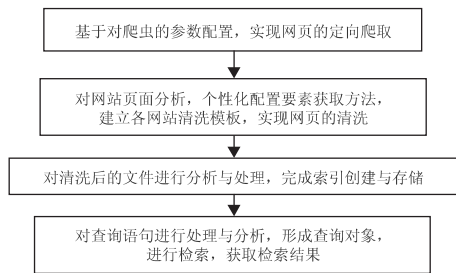 基于对爬虫的参数配置，实现网页的定向爬取
对网站页面分析，个性化配置要素获取方法，
建立各网站清洗模板，实现网页的清洗
对清洗后的文件进行分析与处理，完成索引创建与存储
对查询语句进行处理与分析，形成查询对象，
进行检索，获取检索结果